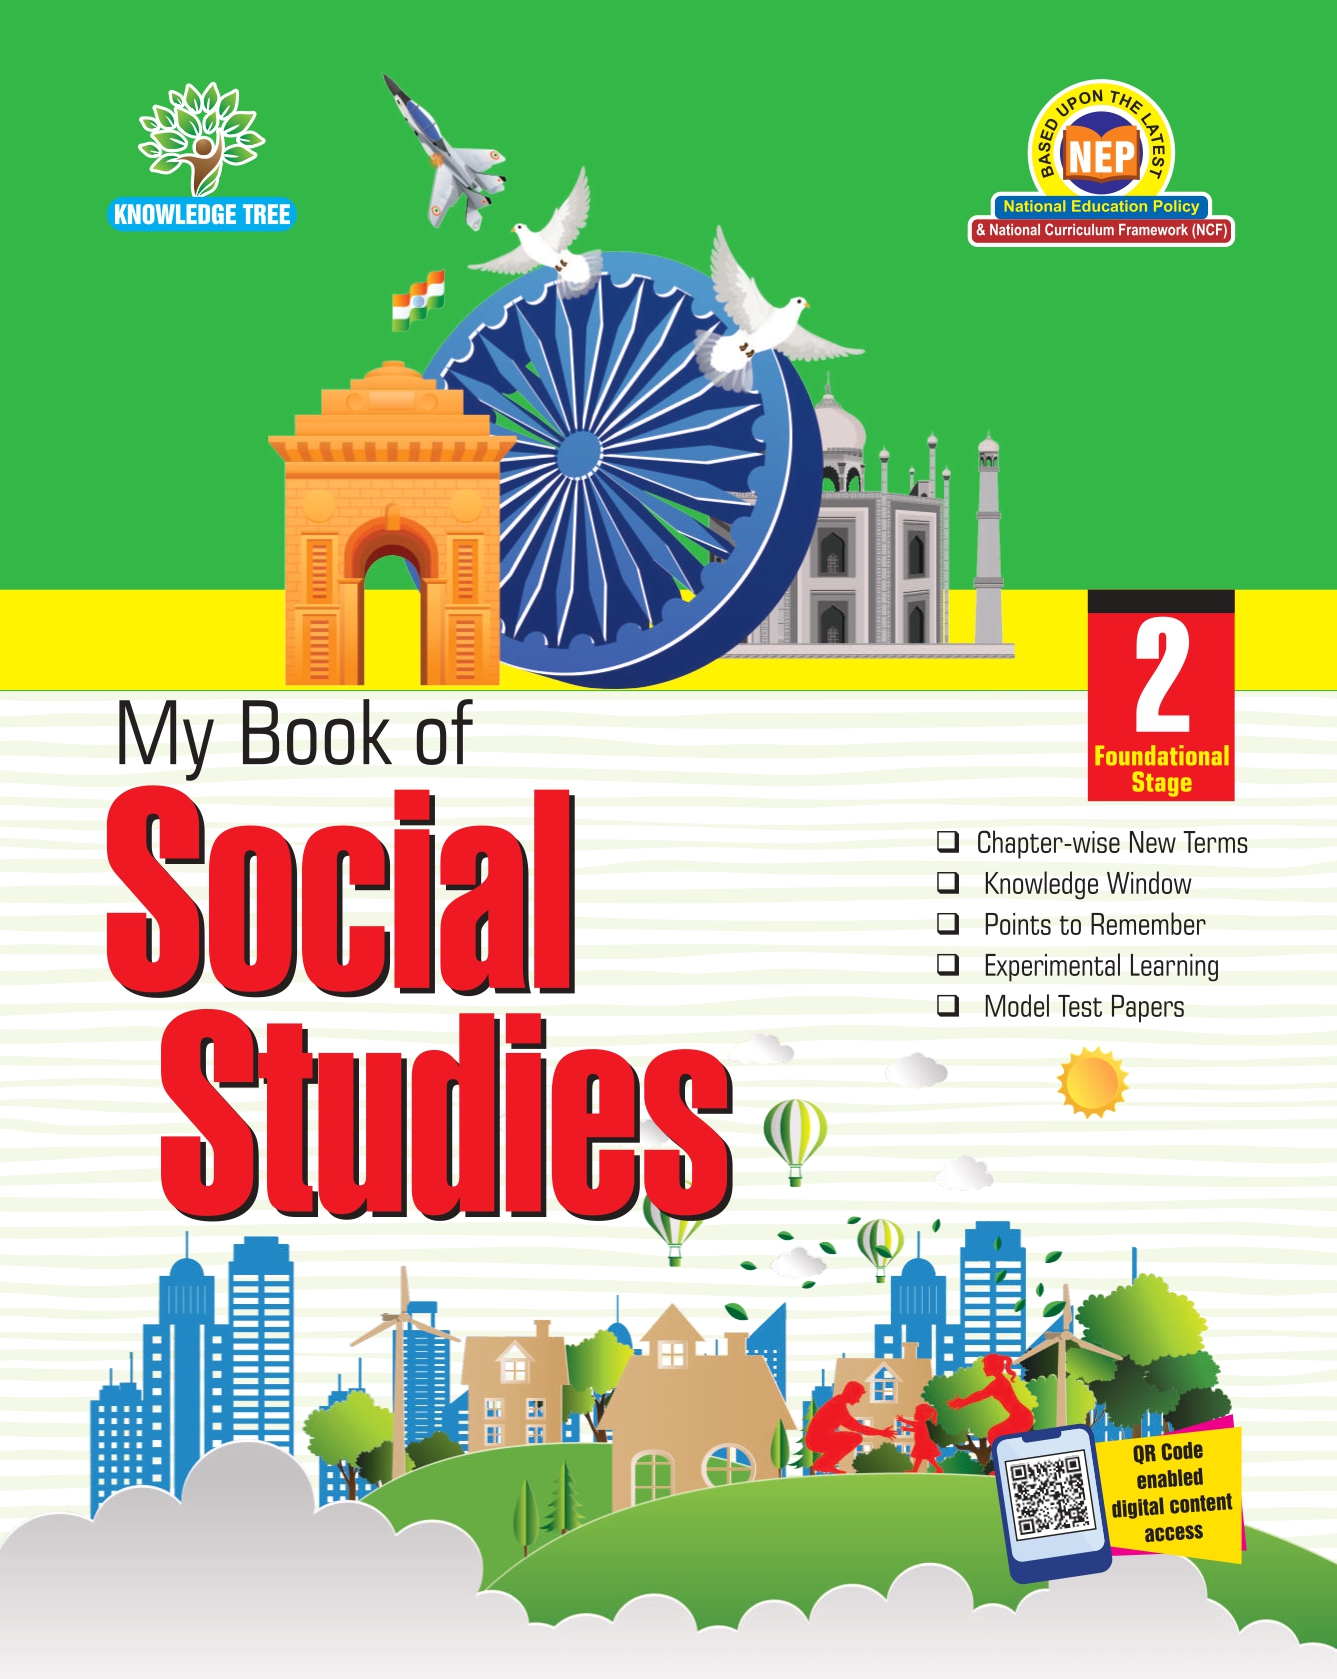 KNOWLEDGE TREE
BASED UPON THE LATEST
NEP
National Education Policy
& National Curriculum Framework (NCF)
2
Foundational
Stage
My Book of
Social
Studies
❑ Chapter-wise New Terms
❑ Knowledge Window
❑ Points to Remember
❑ Experimental Learning
❑ Model Test Papers
QR Code
enabled
digital content
access